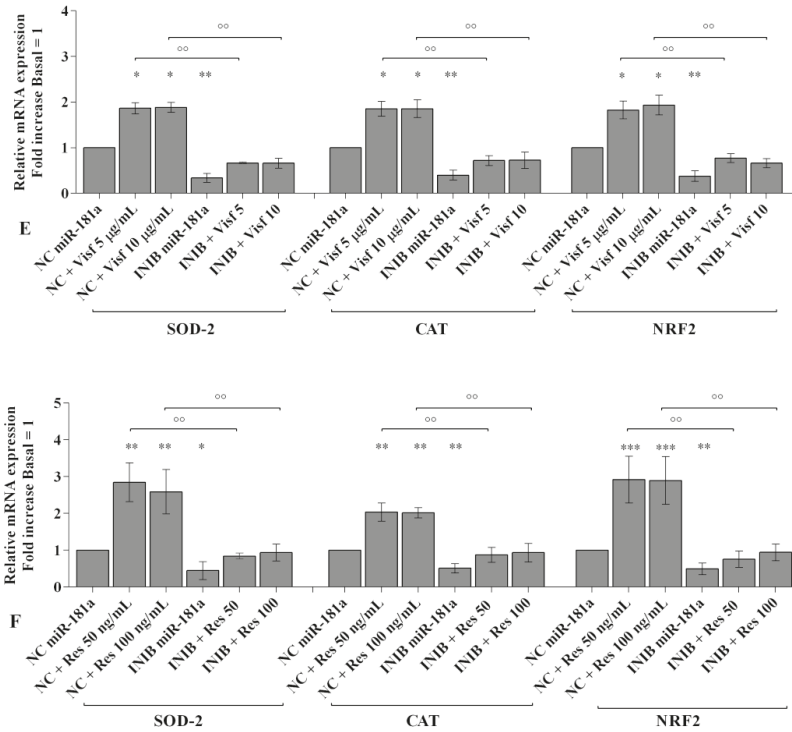 Relative mRNA expression
Fold increase Basal = 1
4
3
2
1
0
°° °° °° °° °° °°
* * ** * * ** * * **
NC miR-181a
NC + Visf 5 µg/mL
NC + Visf 10 µg/mL
INIB miR-181a
INIB + Visf 5
INIB + Visf 10
NC miR-181a
NC + Visf 5 µg/mL
NC + Visf 10 µg/mL
INIB miR-181a
INIB + Visf 5
INIB + Visf 10
NC miR-181a
NC + Visf 5 µg/mL
NC + Visf 10 µg/mL
INIB miR-181a
INIB + Visf 5
INIB + Visf 10
E
SOD-2 CAT NRF2
Relative mRNA expression
Fold increase Basal = 1
5
4
3
2
1
0
°° °° °° °° °° °°
** ** * ** ** ** *** *** **
NC miR-181a
NC + Res 50 ng/mL
NC + Res 100 ng/mL
INIB miR-181a
INIB + Res 50
INIB + Res 100
NC miR-181a
NC + Res 50 ng/mL
NC + Res 100 ng/mL
INIB miR-181a
INIB + Res 50
INIB + Res 100
NC miR-181a
NC + Res 50 ng/mL
NC + Res 100 ng/mL
INIB miR-181a
INIB + Res 50
INIB + Res 100
F
SOD-2 CAT NRF2